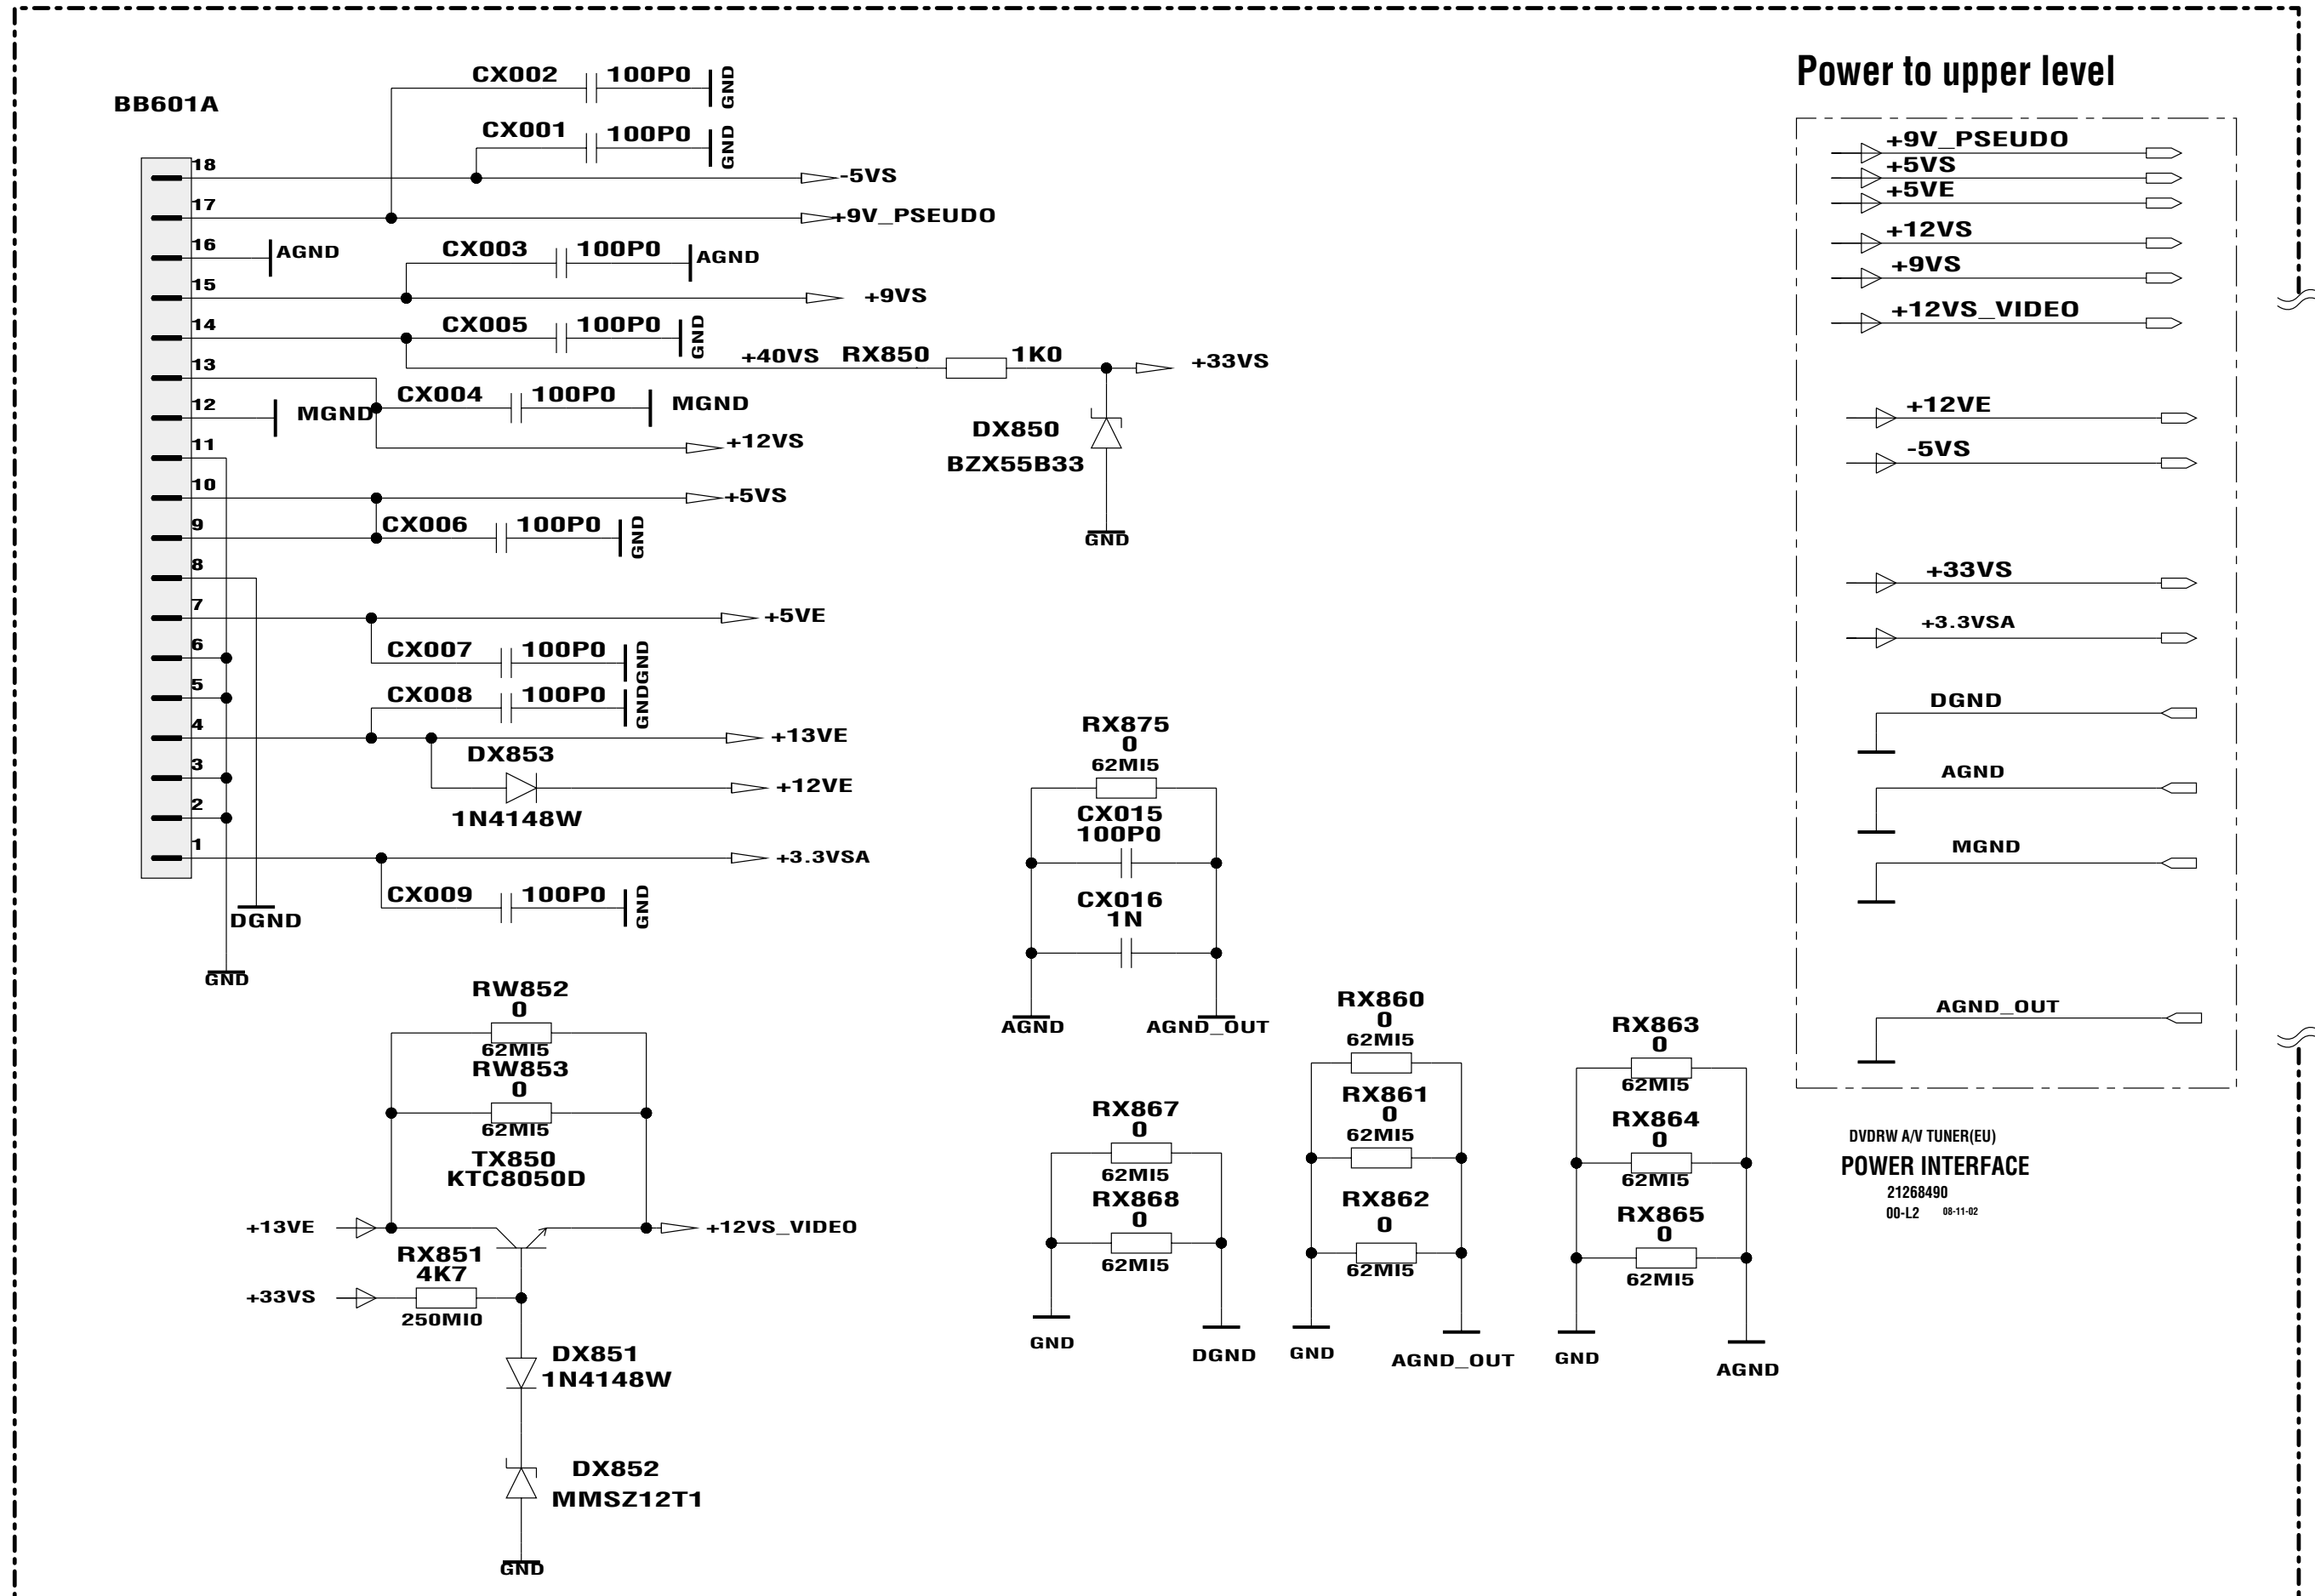 Power to upper level
BB601A
CX002 100P0 GND
CX001 100P0 GND
18 -5VS
17 +9V_PSEUDO
16 AGND
CX003 100P0 AGND
15 +9VS
14 CX005 100P0 GND
+40VS RX850 1K0 +33VS
13
CX004 100P0 MGND
12 MGND
DX850
BZX55B33
GND
11 +12VS
10 +5VS
9 CX006 100P0 GND
8
7 +5VE
6 CX007 100P0 GND
5 CX008 100P0 GND
4 +13VE
DX853
3 +12VE
1N4148W
2
1 +3.3VSA
CX009 100P0 GND
DGND
GND
RX875
0
62MI5
CX015
100P0
CX016
1N
AGND AGND_OUT
RW852
0
62MI5
RW853
0
62MI5
TX850
KTC8050D
+13VE +12VS_VIDEO
RX851
4K7
+33VS
250MI0
DX851
1N4148W
DX852
MMSZ12T1
GND
RX867
0
62MI5
RX868
0
62MI5
GND DGND
RX860
0
62MI5
RX861
0
62MI5
RX862
0
62MI5
GND AGND_OUT
RX863
0
62MI5
RX864
0
62MI5
RX865
0
62MI5
GND AGND
+9V_PSEUDO
+5VS
+5VE
+12VS
+9VS
+12VS_VIDEO
+12VE
-5VS
+33VS
+3.3VSA
DGND
AGND
MGND
AGND_OUT
DVDRW A/V TUNER(EU)
POWER INTERFACE
21268490
00-L2 08-11-02